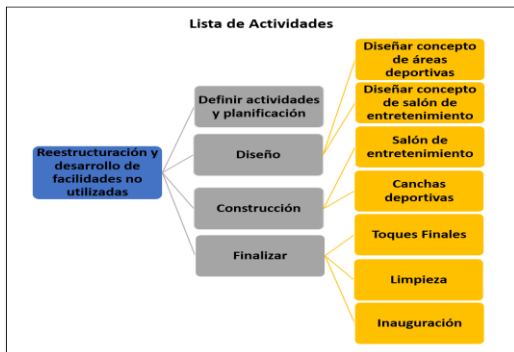 Lista de Actividades
Reestructuración y
desarrollo de
facilidades no
utilizadas
Definir actividades
y planificación
Diseño
Construcción
Finalizar
Diseñar concepto
de áreas
deportivas
Diseñar concepto
de salón de
entretenimiento
Salón de
entretenimiento
Canchas
deportivas
Toques Finales
Limpieza
Inauguración